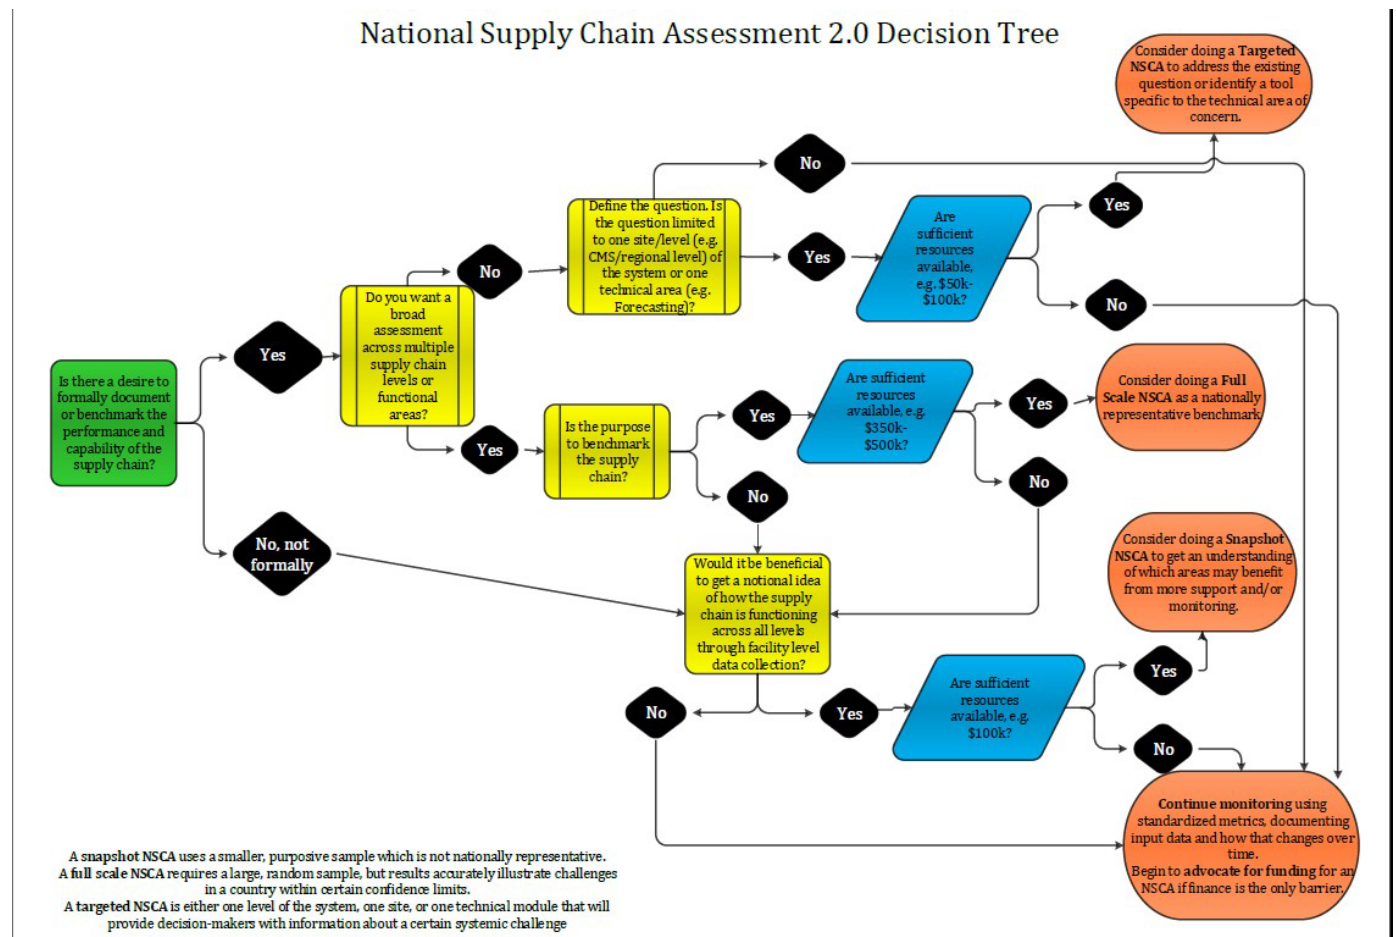 National Supply Chain Assessment 2.0 Decision Tree
Consider doing a Targeted
NSCA to address the existing
question or identify a tool
specific to the technical area of
concern.
No
Define the question. Is
the question limited
to one site/level (e.g.
CMS/regional level) of
the system or one
technical area (e.g.
Forecasting)?
Yes
Are
sufficient
resources
available,
e.g. $50k-
$100k?
Yes
No
No
Do you want a
broad
assessment
across multiple
supply chain
levels or
functional
areas?
Yes
Is there a desire to
formally document
or benchmark the
performance and
capability of the
supply chain?
Yes
Is the purpose
to benchmark
the supply
chain?
Yes
Are sufficient
resources
available, e.g.
$350k-
$500k?
Yes
Consider doing a Full
Scale NSCA as a nationally
representative benchmark
No
No
No, not
formally
Would it be beneficial
to get a notional idea
of how the supply
chain is functioning
across all levels
through facility level
data collection?
Consider doing a Snapshot
NSCA to get an understanding
of which areas may benefit
from more support and/or
monitoring.
No
Yes
Are sufficient
resources
available, e.g.
$100k?
Yes
No
Continue monitoring using
standardized metrics, documenting
input data and how that changes over
time.
Begin to advocate for funding for an
NSCA if finance is the only barrier.
A snapshot NSCA uses a smaller, purposive sample which is not nationally representative.
A full scale NSCA requires a large, random sample, but results accurately illustrate challenges
in a country within certain confidence limits.
A targeted NSCA is either one level of the system, one site, or one technical module that will
provide decision-makers with information about a certain systemic challenge